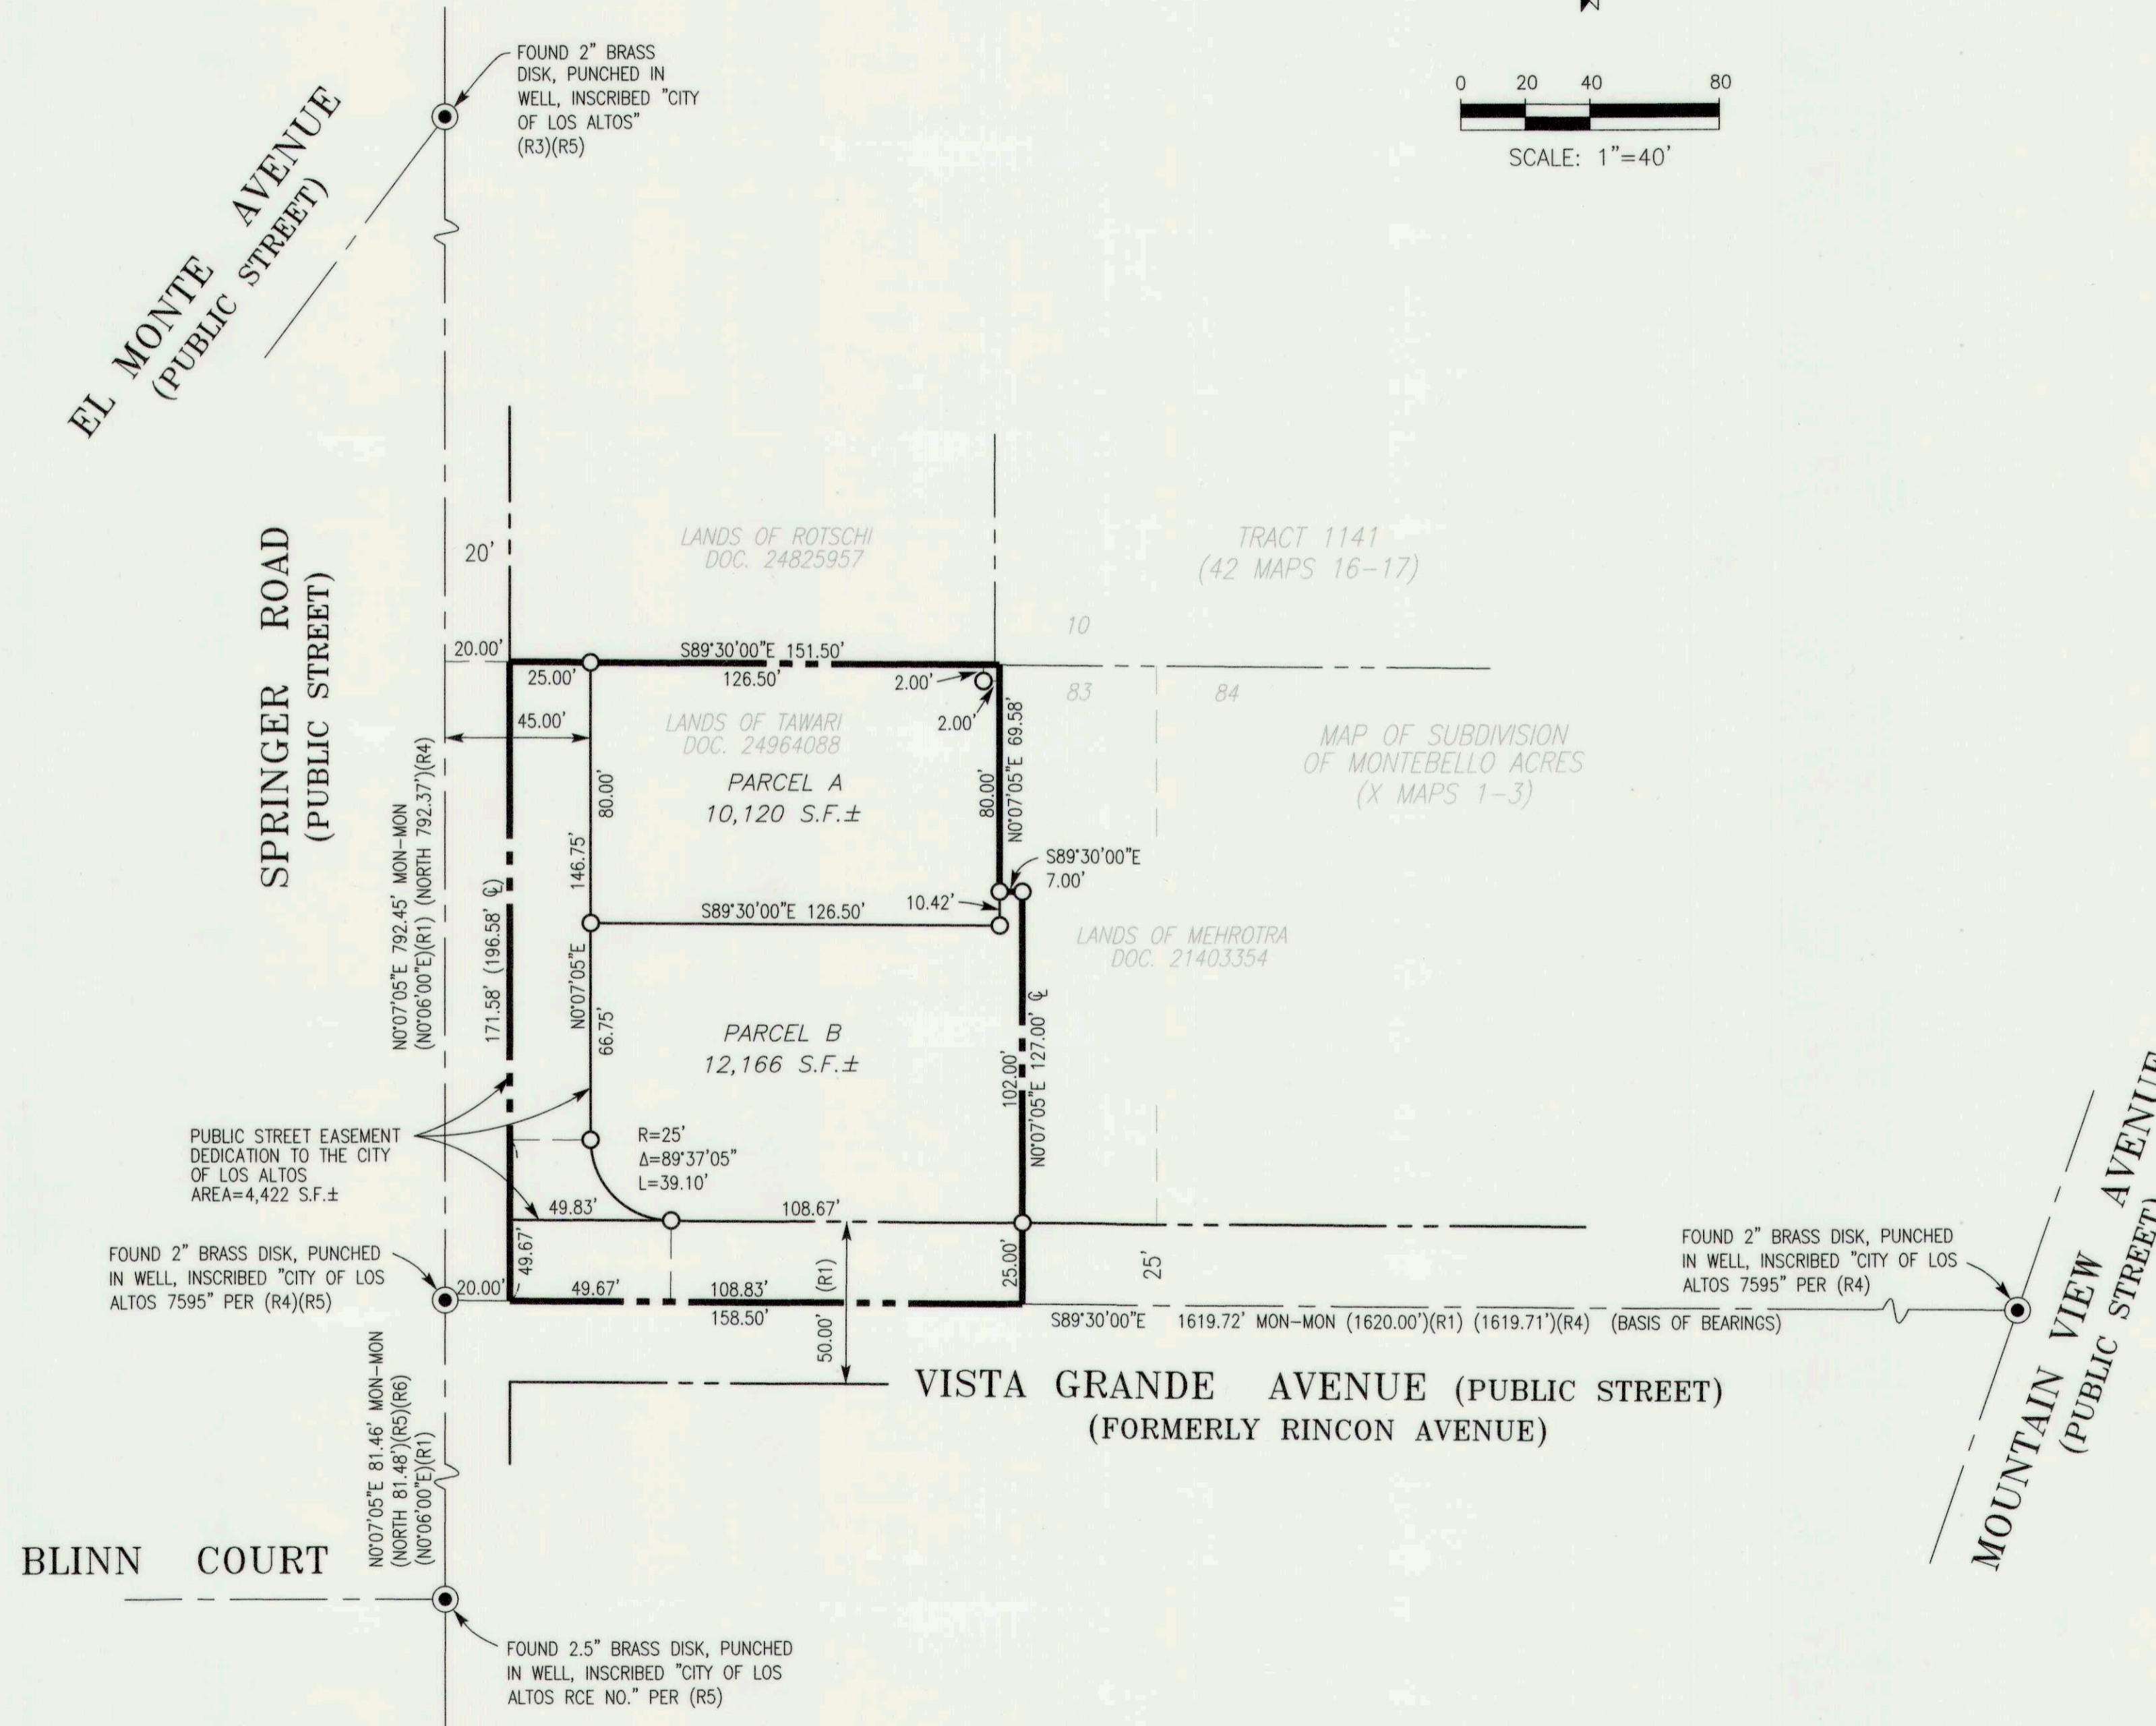 FOUND 2" BRASS
DISK, PUNCHED IN
WELL, INSCRIBED "CITY
OF LOS ALTOS"
(R3)(R5)
0 20 40 80
SCALE: 1"=40'
EL MONTE AVENUE
(PUBLIC STREET)
SPRINGER ROAD
(PUBLIC STREET)
20'
LANDS OF ROTSCHI
DOC. 24825957
TRACT 1141
(42 MAPS 16-17)
10
20.00'
S89°30'00"E 151.50'
25.00'
126.50'
2.00'
2.00'
83
84
45.00'
LANDS OF TAWARI
DOC. 24964088
PARCEL A
10,120 S.F.±
80.00'
146.75'
80.00'
N0°07'05"E 69.58'
MAP OF SUBDIVISION
OF MONTEBELLO ACRES
(X MAPS 1-3)
S89°30'00"E
7.00'
10.42'
S89°30'00"E 126.50'
N0°07'05"E 792.45' MON-MON
(N0°06'00"E)(R1) (NORTH 792.37')(R4)
171.58' (196.58' ℄)
N0°07'05"E
66.75'
LANDS OF MEHROTRA
DOC. 21403354
PARCEL B
12,166 S.F.±
102.00'
N0°07'05"E 127.00' ℄
PUBLIC STREET EASEMENT
DEDICATION TO THE CITY
OF LOS ALTOS
AREA=4,422 S.F.±
R=25'
Δ=89°37'05"
L=39.10'
49.83'
108.67'
49.67'
25.00'
25'
FOUND 2" BRASS DISK, PUNCHED
IN WELL, INSCRIBED "CITY OF LOS
ALTOS 7595" PER (R4)(R5)
20.00'
49.67'
108.83'
158.50'
50.00' (R1)
FOUND 2" BRASS DISK, PUNCHED
IN WELL, INSCRIBED "CITY OF LOS
ALTOS 7595" PER (R4)
S89°30'00"E 1619.72' MON-MON (1620.00')(R1) (1619.71')(R4) (BASIS OF BEARINGS)
VISTA GRANDE AVENUE (PUBLIC STREET)
(FORMERLY RINCON AVENUE)
MOUNTAIN VIEW AVENUE
(PUBLIC STREET)
N0°07'05"E 81.46' MON-MON
(NORTH 81.48')(R5)(R6)
(N0°06'00"E)(R1)
BLINN COURT
FOUND 2.5" BRASS DISK, PUNCHED
IN WELL, INSCRIBED "CITY OF LOS
ALTOS RCE NO." PER (R5)